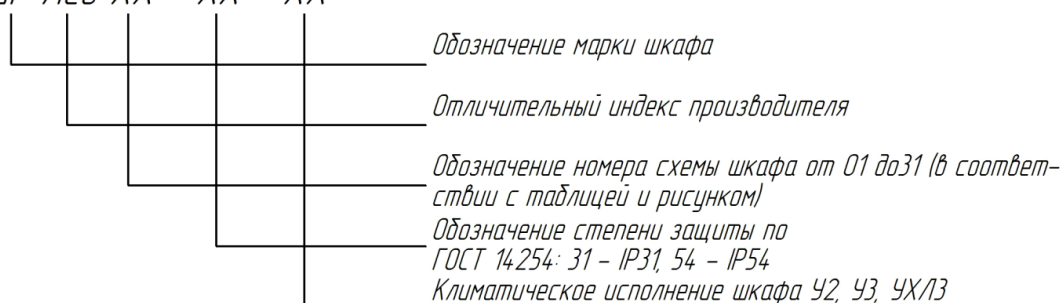 Обозначение марки шкафа
Отличительный индекс производителя
Обозначение номера схемы шкафа от 01 до31 (в соответ-
ствии с таблицей и рисунком)
Обозначение степени защиты по
ГОСТ 14254: 31 - IP31, 54 - IP54
Климатическое исполнение шкафа У2, У3, УХЛ3